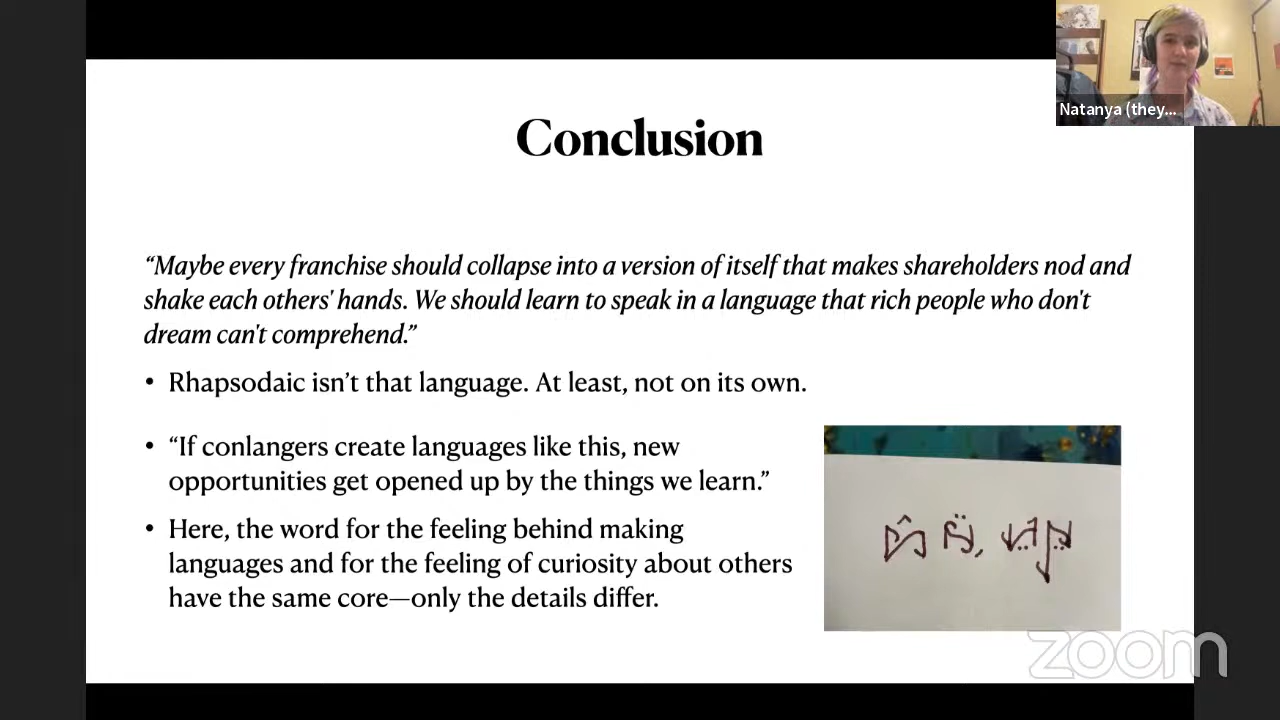 Natanya (they...
Conclusion
“Maybe every franchise should collapse into a version of itself that makes shareholders nod and
shake each others' hands. We should learn to speak in a language that rich people who don't
dream can't comprehend.”
• Rhapsodaic isn’t that language. At least, not on its own.
• “If conlangers create languages like this, new
opportunities get opened up by the things we learn.”
• Here, the word for the feeling behind making
languages and for the feeling of curiosity about others
have the same core—only the details differ.
zoom